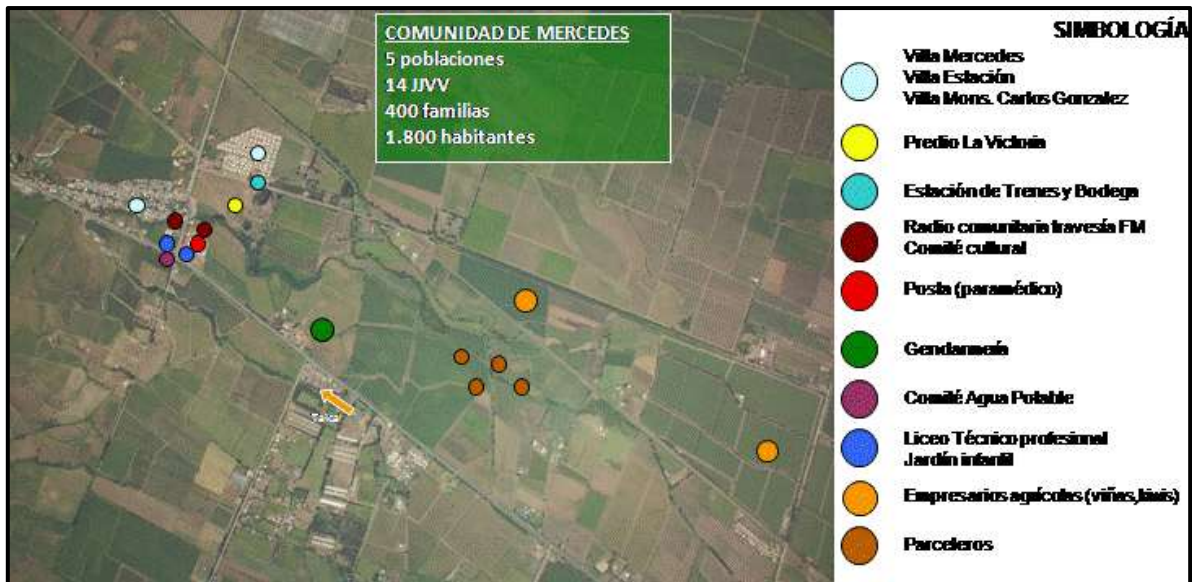 COMUNIDAD DE MERCEDES
5 poblaciones
14 JJVV
400 familias
1.800 habitantes
SIMBOLOGÍA
Villa Mercedes
Villa Estación
Villa Mons. Carlos Gonzalez
Predio La Victoria
Estación de Trenes y Bodega
Radio comunitaria travesía FM
Comité cultural
Posta (paramédico)
Gendarmería
Comité Agua Potable
Liceo Técnico profesional
Jardín infantil
Empresarios agrícolas (viñas, kiwis)
Parceleros